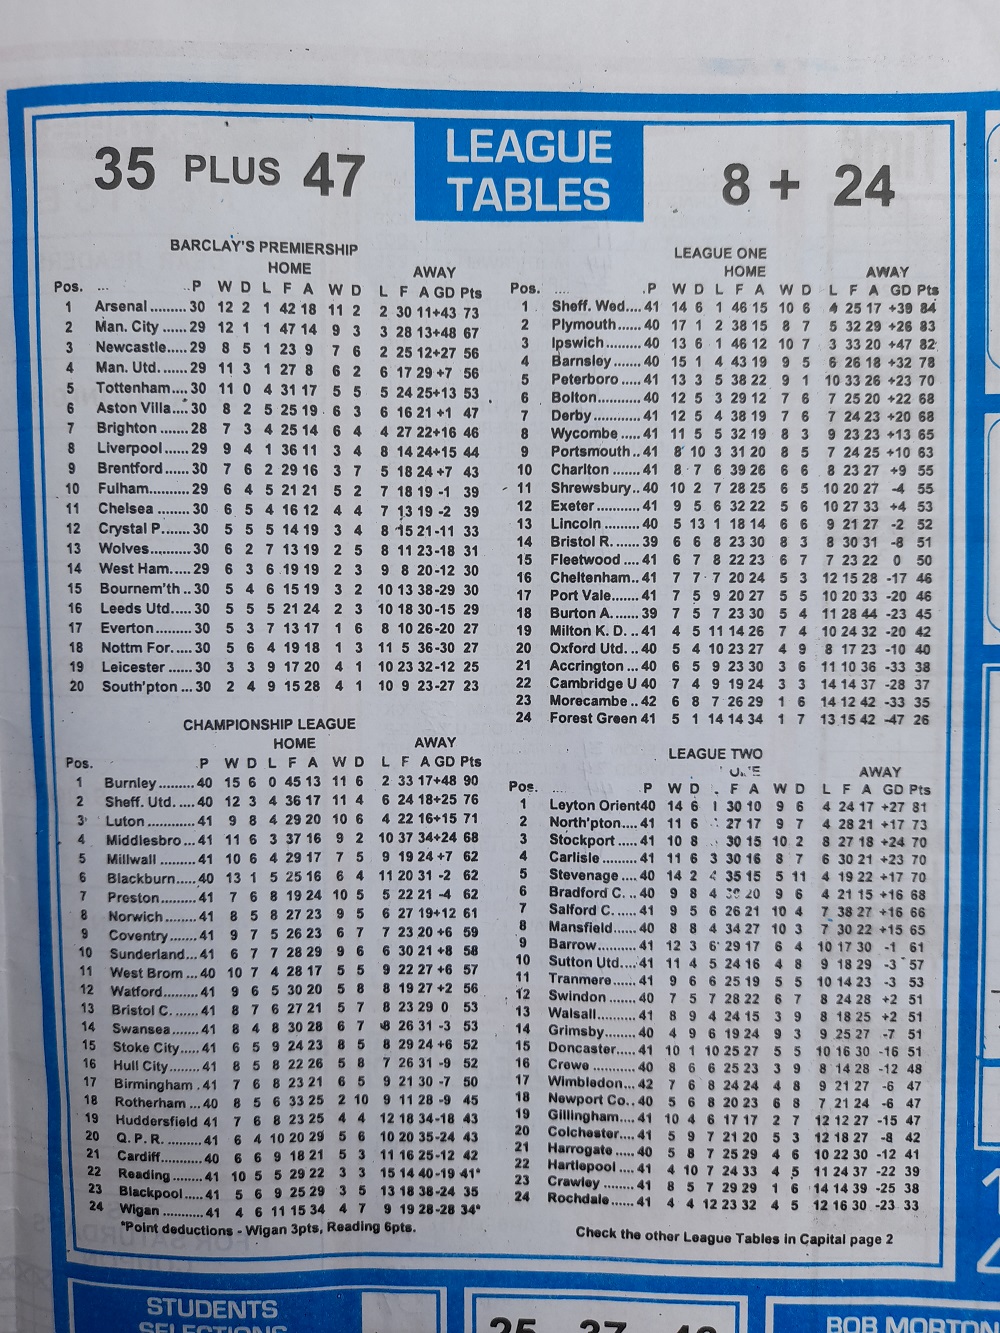 35 PLUS 47
LEAGUE
TABLES
8 + 24
BARCLAY'S PREMIERSHIP
HOME AWAY
Pos. .... P W D L F A W D L F A GD Pts
1 Arsenal......... 30 12 2 1 42 18 11 2 2 30 11+43 73
2 Man. City ...... 29 12 1 1 47 14 9 3 3 28 13+48 67
3 Newcastle..... 29 8 5 1 23 9 7 6 2 25 12+27 56
4 Man. Utd....... 29 11 3 1 27 8 6 2 6 17 29 +7 56
5 Tottenham.... 30 11 0 4 31 17 5 5 5 24 25+13 53
6 Aston Villa.... 30 8 2 5 25 19 6 3 6 16 21 +1 47
7 Brighton ....... 28 7 3 4 25 14 6 4 4 27 22+16 46
8 Liverpool....... 29 9 4 1 36 11 3 4 8 14 24+15 44
9 Brentford ...... 30 7 6 2 29 16 3 7 5 18 24 +7 43
10 Fulham.......... 29 6 4 5 21 21 5 2 7 18 19 -1 39
11 Chelsea ........ 30 6 5 4 16 12 4 4 7 13 19 -2 39
12 Crystal P....... 30 5 5 5 14 19 3 4 8 15 21-11 33
13 Wolves.......... 30 6 2 7 13 19 2 5 8 11 23-18 31
14 West Ham..... 29 6 3 6 19 19 2 3 9 8 20-12 30
15 Bournem'th .. 30 5 4 6 15 19 3 2 10 13 38-29 30
16 Leeds Utd..... 30 5 5 5 21 24 2 3 10 18 30-15 29
17 Everton ......... 30 5 3 7 13 17 1 6 8 10 26-20 27
18 Nottm For..... 30 5 6 4 19 18 1 3 11 5 36-30 27
19 Leicester ...... 30 3 3 9 17 20 4 1 10 23 32-12 25
20 South'pton ... 30 2 4 9 15 28 4 1 10 9 23-27 23
CHAMPIONSHIP LEAGUE
HOME AWAY
Pos. .P W D L F A W D L F A GD Pts
1 Burnley......... 40 15 6 0 45 13 11 6 2 33 17+48 90
2 Sheff. Utd. .... 40 12 3 4 36 17 11 4 6 24 18+25 76
3 Luton ............ 41 9 8 4 29 20 10 6 4 22 16+15 71
4 Middlesbro ... 41 11 6 3 37 16 9 2 10 37 34+24 68
5 Millwall ......... 41 10 6 4 29 17 7 5 9 19 24 +7 62
6 Blackburn..... 40 13 1 5 25 16 6 4 11 20 31 -2 62
7 Preston......... 41 7 6 8 19 24 10 5 5 22 21 -4 62
8 Norwich ........ 41 8 5 8 27 23 9 5 6 27 19+12 61
9 Coventry....... 41 9 7 5 26 23 6 7 7 23 20 +6 59
10 Sunderland... 41 6 7 7 28 29 9 6 6 30 21 +8 58
11 West Brom ... 40 10 7 4 28 17 5 5 9 22 27 +6 57
12 Watford ......... 41 9 6 5 30 20 5 8 8 19 27 +2 56
13 Bristol C. ...... 41 8 7 6 27 21 5 7 8 23 29 0 53
14 Swansea ....... 41 8 4 8 30 28 6 7 8 26 31 -3 53
15 Stoke City..... 41 6 5 9 24 23 8 5 8 29 24 +6 52
16 Hull City........ 41 8 5 8 22 26 5 8 7 26 31 -9 52
17 Birmingham . 41 7 6 8 23 21 6 5 9 21 30 -7 50
18 Rotherham ... 40 8 5 6 33 25 2 10 9 11 28 -9 45
19 Huddersfield 41 7 6 8 23 25 4 4 12 18 34-18 43
20 Q. P. R. ......... 41 6 4 10 20 29 5 6 10 20 35-24 43
21 Cardiff........... 40 6 6 9 18 21 5 3 11 16 25-12 42
22 Reading ........ 41 10 5 5 29 22 3 3 15 14 40-19 41*
23 Blackpool ..... 41 5 6 9 25 29 3 5 13 18 38-24 35
24 Wigan ........... 41 4 6 11 15 34 4 7 9 19 28-28 34*
*Point deductions - Wigan 3pts, Reading 6pts.
LEAGUE ONE
HOME AWAY
Pos. .... P W D L F A W D L F A GD Pts
1 Sheff. Wed.... 41 14 6 1 46 15 10 6 4 25 17 +39 84
2 Plymouth ..... 40 17 1 2 38 15 8 7 5 32 29 +26 83
3 Ipswich ........ 40 13 6 1 46 12 10 7 3 33 20 +47 82
4 Barnsley ...... 40 15 1 4 43 19 9 5 6 26 18 +32 78
5 Peterboro .... 41 13 3 5 38 22 9 1 10 33 26 +23 70
6 Bolton.......... 40 12 5 3 29 12 7 6 7 25 20 +22 68
7 Derby........... 41 12 5 4 38 19 7 6 7 24 23 +20 68
8 Wycombe ..... 41 11 5 5 32 19 8 3 9 23 23 +13 65
9 Portsmouth.. 41 8 10 3 31 20 8 5 7 24 25 +10 63
10 Charlton ...... 41 8 7 6 39 26 6 6 8 23 27 +9 55
11 Shrewsbury.. 40 10 2 7 28 25 6 5 10 20 27 -4 55
12 Exeter .......... 41 9 5 6 32 22 5 6 10 27 33 +4 53
13 Lincoln ........ 40 5 13 1 18 14 6 6 9 21 27 -2 52
14 Bristol R. ..... 39 6 6 8 23 30 8 3 8 30 31 -8 51
15 Fleetwood .... 41 6 7 8 22 23 6 7 7 23 22 0 50
16 Cheltenham.. 41 7 7 7 20 24 5 3 12 15 28 -17 46
17 Port Vale....... 41 7 5 9 20 27 5 5 10 20 33 -20 46
18 Burton A....... 39 7 5 7 23 30 5 4 11 28 44 -23 45
19 Milton K. D. .. 41 4 5 11 14 26 7 4 10 24 32 -20 42
20 Oxford Utd. .. 40 5 4 10 23 27 4 9 8 17 23 -10 40
21 Accrington ... 40 6 5 9 23 30 3 6 11 10 36 -33 38
22 Cambridge U 40 7 4 9 19 24 3 3 14 14 37 -28 37
23 Morecambe .. 42 6 8 7 26 29 1 6 14 12 42 -33 35
24 Forest Green 41 5 1 14 14 34 1 7 13 15 42 -47 26
LEAGUE TWO
AWAY
Pos. P W D F A W D L F A GD Pts
1 Leyton Orient40 14 6 1 30 10 9 6 4 24 17 +27 81
2 North'pton.... 41 11 6 27 17 9 7 4 28 21 +17 73
3 Stockport ..... 41 10 8 30 15 10 2 8 27 18 +24 70
4 Carlisle ........ 41 11 6 3 30 16 8 7 6 30 21 +23 70
5 Stevenage .... 40 14 2 4 35 15 5 11 4 19 22 +17 70
6 Bradford C. .. 40 9 8 4 20 9 6 4 21 15 +16 68
7 Salford C. ..... 41 9 5 6 26 21 10 4 7 38 27 +16 66
8 Mansfield ..... 40 8 8 4 34 27 10 3 7 30 22 +15 65
9 Barrow......... 41 12 3 6 29 17 6 4 10 17 30 -1 61
10 Sutton Utd.... 41 11 4 5 24 16 4 8 9 18 29 -3 57
11 Tranmere...... 41 9 6 6 25 19 5 5 10 14 23 -3 53
12 Swindon ...... 40 7 5 7 28 22 6 7 8 24 28 +2 51
13 Walsall......... 41 8 9 4 24 15 3 9 8 18 25 +2 51
14 Grimsby....... 40 4 9 6 19 24 9 3 9 25 27 -7 51
15 Doncaster..... 41 10 1 10 25 27 5 5 10 16 30 -16 51
16 Crewe .......... 40 8 6 6 23 25 3 9 8 14 28 -12 48
17 Wimbledon... 42 7 6 8 24 24 4 8 9 21 27 -6 47
18 Newport Co.. 40 5 6 8 20 23 6 8 7 21 24 -6 47
19 Gillingham.... 41 10 4 6 17 17 2 7 12 12 27 -15 47
20 Colchester.... 41 5 9 7 21 20 5 3 12 18 27 -8 42
21 Harrogate ..... 40 5 8 7 25 29 4 6 10 22 30 -12 41
22 Hartlepool .... 41 4 10 7 24 33 4 5 11 24 37 -22 39
23 Crawley ........ 41 8 5 7 29 29 1 6 14 14 39 -25 38
24 Rochdale...... 41 4 4 12 23 32 4 5 12 16 30 -23 33
Check the other League Tables in Capital page 2
STUDENTS
SELECTIONS
25 37
BOB MORTON